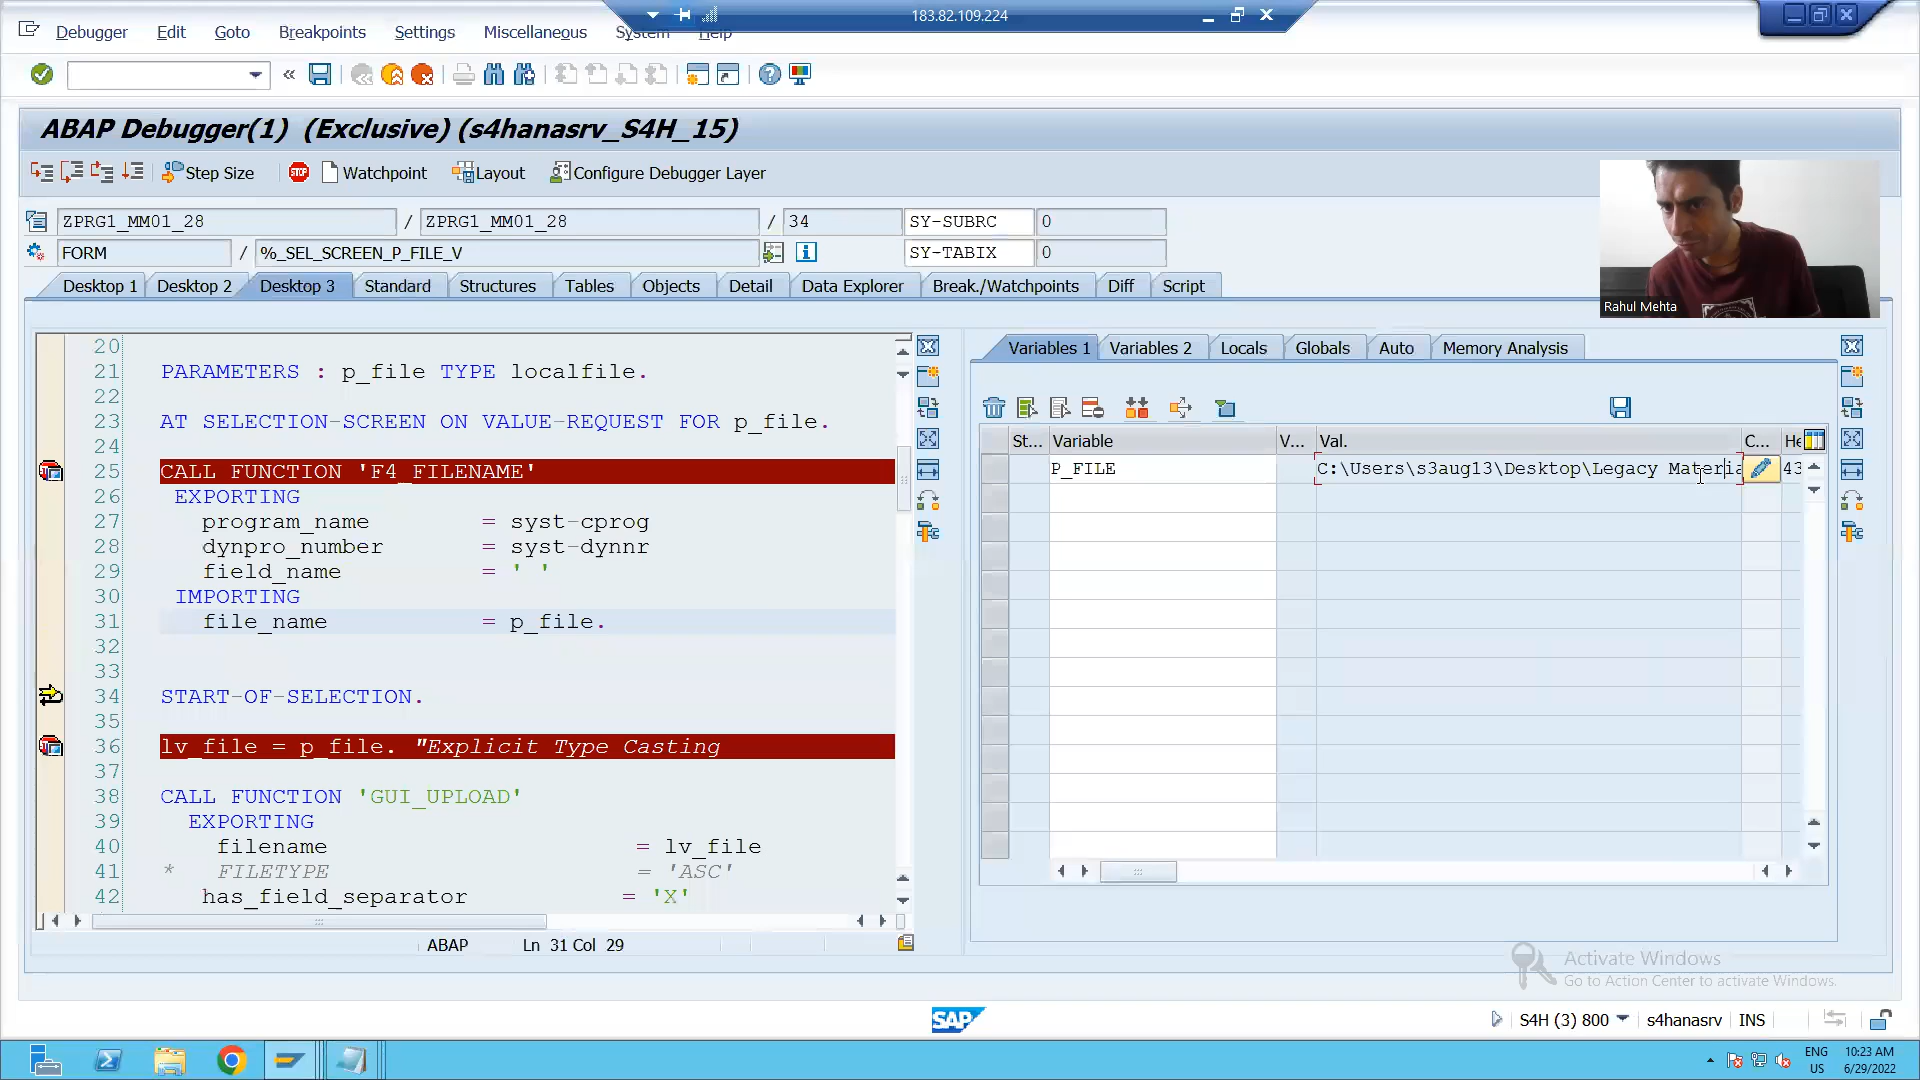 183.82.109.224
Debugger Edit Goto Breakpoints Settings Miscellaneous System Help
ABAP Debugger(1) (Exclusive) (s4hanasrv_S4H_15)
Step Size STOP Watchpoint Layout Configure Debugger Layer
ZPRG1_MM01_28 / ZPRG1_MM01_28 / 34 SY-SUBRC 0
FORM / %_SEL_SCREEN_P_FILE_V SY-TABIX 0
Rahul Mehta
Desktop 1 Desktop 2 Desktop 3 Standard Structures Tables Objects Detail Data Explorer Break./Watchpoints Diff Script
20
21 PARAMETERS : p_file TYPE localfile.
22
23 AT SELECTION-SCREEN ON VALUE-REQUEST FOR p_file.
24
25 CALL FUNCTION 'F4_FILENAME'
26 EXPORTING
27 program_name = syst-cprog
28 dynpro_number = syst-dynnr
29 field_name = ' '
30 IMPORTING
31 file_name = p_file.
32
33
34 START-OF-SELECTION.
35
36 lv_file = p_file. "Explicit Type Casting
37
38 CALL FUNCTION 'GUI_UPLOAD'
39 EXPORTING
40 filename = lv_file
41 * FILETYPE = 'ASC'
42 has_field_separator = 'X'
ABAP Ln 31 Col 29
Variables 1 Variables 2 Locals Globals Auto Memory Analysis
St... Variable V... Val. C... He
P_FILE C:\Users\s3aug13\Desktop\Legacy Materia 43
Activate Windows
Go to Action Center to activate Windows.
SAP
S4H (3) 800 s4hanasrv INS
ENG 10:23 AM
US 6/29/2022